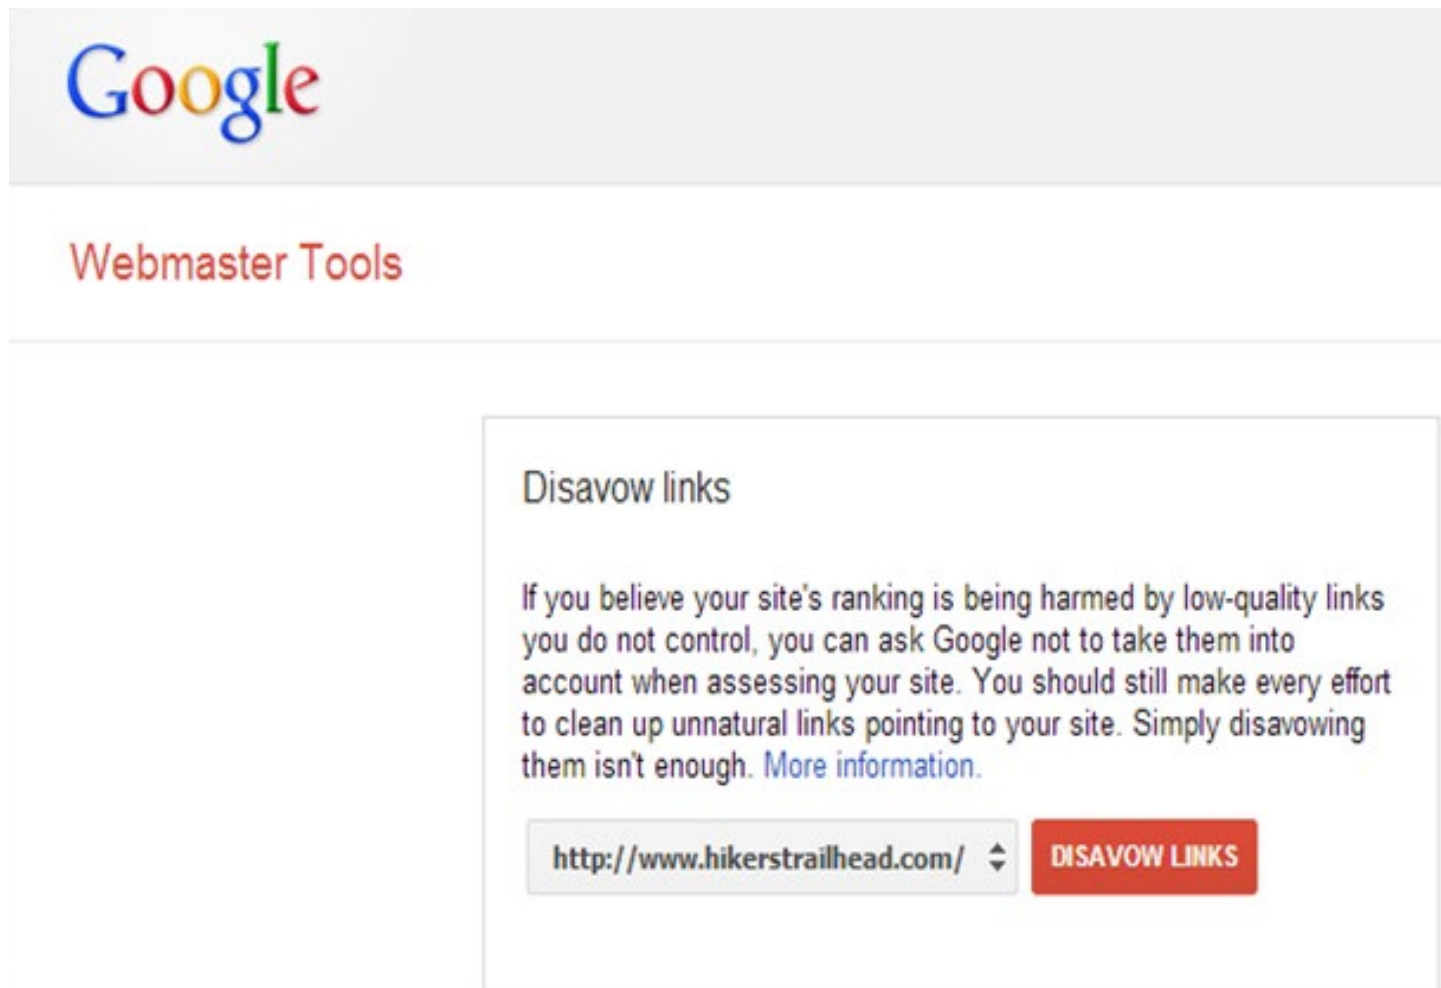 Google
Webmaster Tools
Disavow links
If you believe your site's ranking is being harmed by low-quality links
you do not control, you can ask Google not to take them into
account when assessing your site. You should still make every effort
to clean up unnatural links pointing to your site. Simply disavowing
them isn't enough. More information.
http://www.hikerstrailhead.com/ DISAVOW LINKS